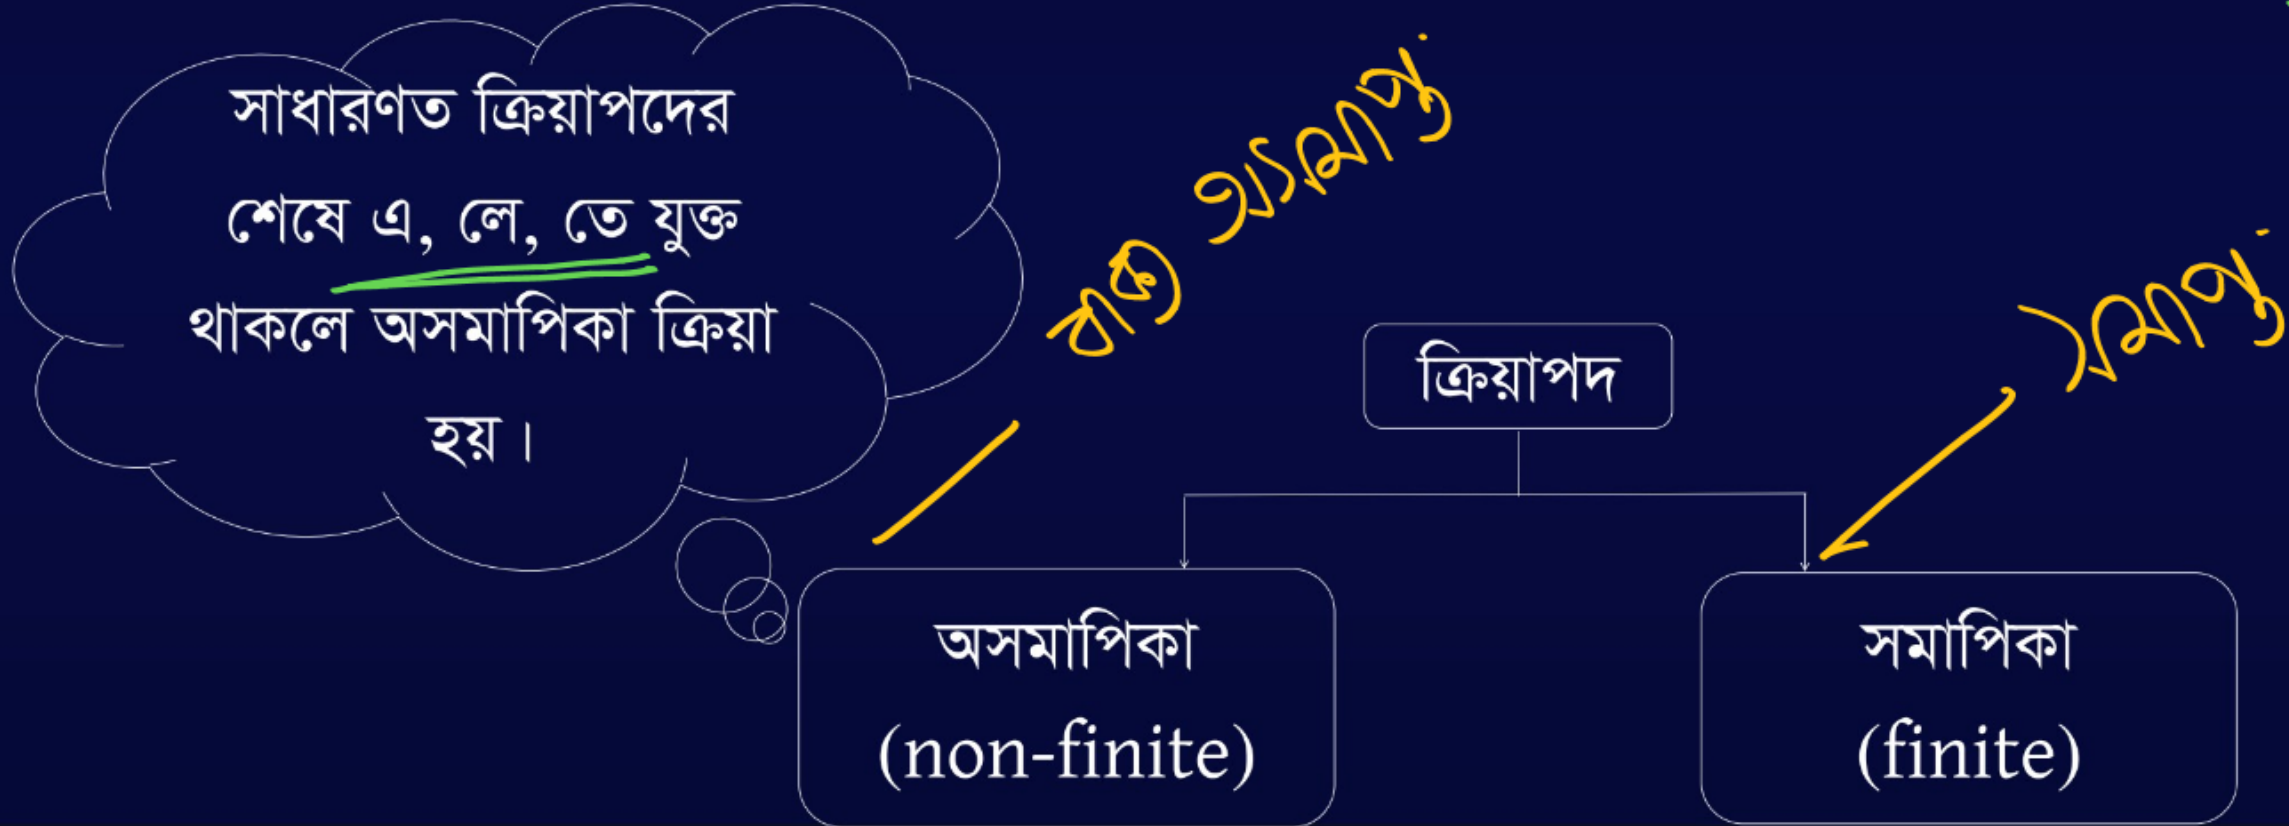 সাধারণত ক্রিয়াপদের
শেষে এ, লে, তে যুক্ত
থাকলে অসমাপিকা ক্রিয়া
হয়।
বাক্য অসমাপ্ত
সমাপ্ত
ক্রিয়াপদ
অসমাপিকা
(non-finite)
সমাপিকা
(finite)